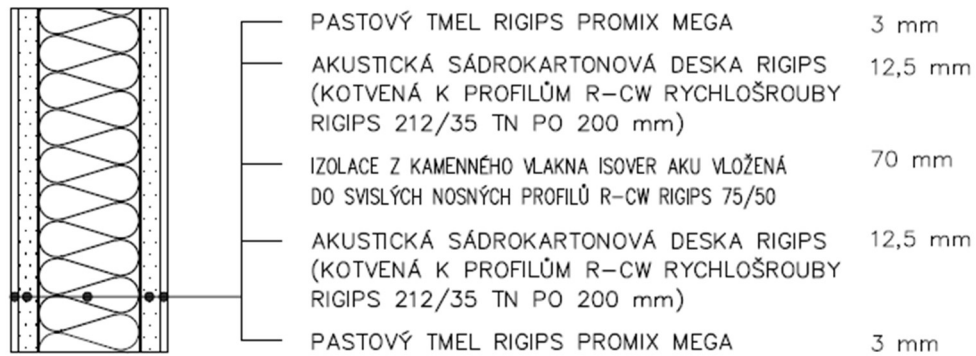 PASTOVÝ TMEL RIGIPS PROMIX MEGA 3 mm
AKUSTICKÁ SÁDROKARTONOVÁ DESKA RIGIPS 12,5 mm
(KOTVENÁ K PROFILŮM R-CW RYCHLOŠROUBY
RIGIPS 212/35 TN PO 200 mm)
IZOLACE Z KAMENNÉHO VLAKNA ISOVER AKU VLOŽENÁ 70 mm
DO SVISLÝCH NOSNÝCH PROFILŮ R-CW RIGIPS 75/50
AKUSTICKÁ SÁDROKARTONOVÁ DESKA RIGIPS 12,5 mm
(KOTVENÁ K PROFILŮM R-CW RYCHLOŠROUBY
RIGIPS 212/35 TN PO 200 mm)
PASTOVÝ TMEL RIGIPS PROMIX MEGA 3 mm